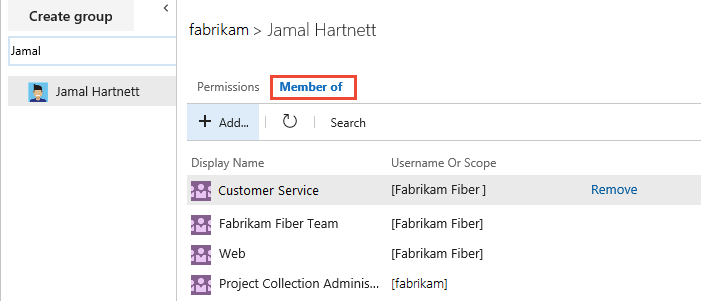 Create group
Jamal
Jamal Hartnett
fabrikam > Jamal Hartnett
Permissions Member of
+ Add... Search
Display Name Username Or Scope
Customer Service [Fabrikam Fiber ] Remove
Fabrikam Fiber Team [Fabrikam Fiber]
Web [Fabrikam Fiber]
Project Collection Adminis... [fabrikam]